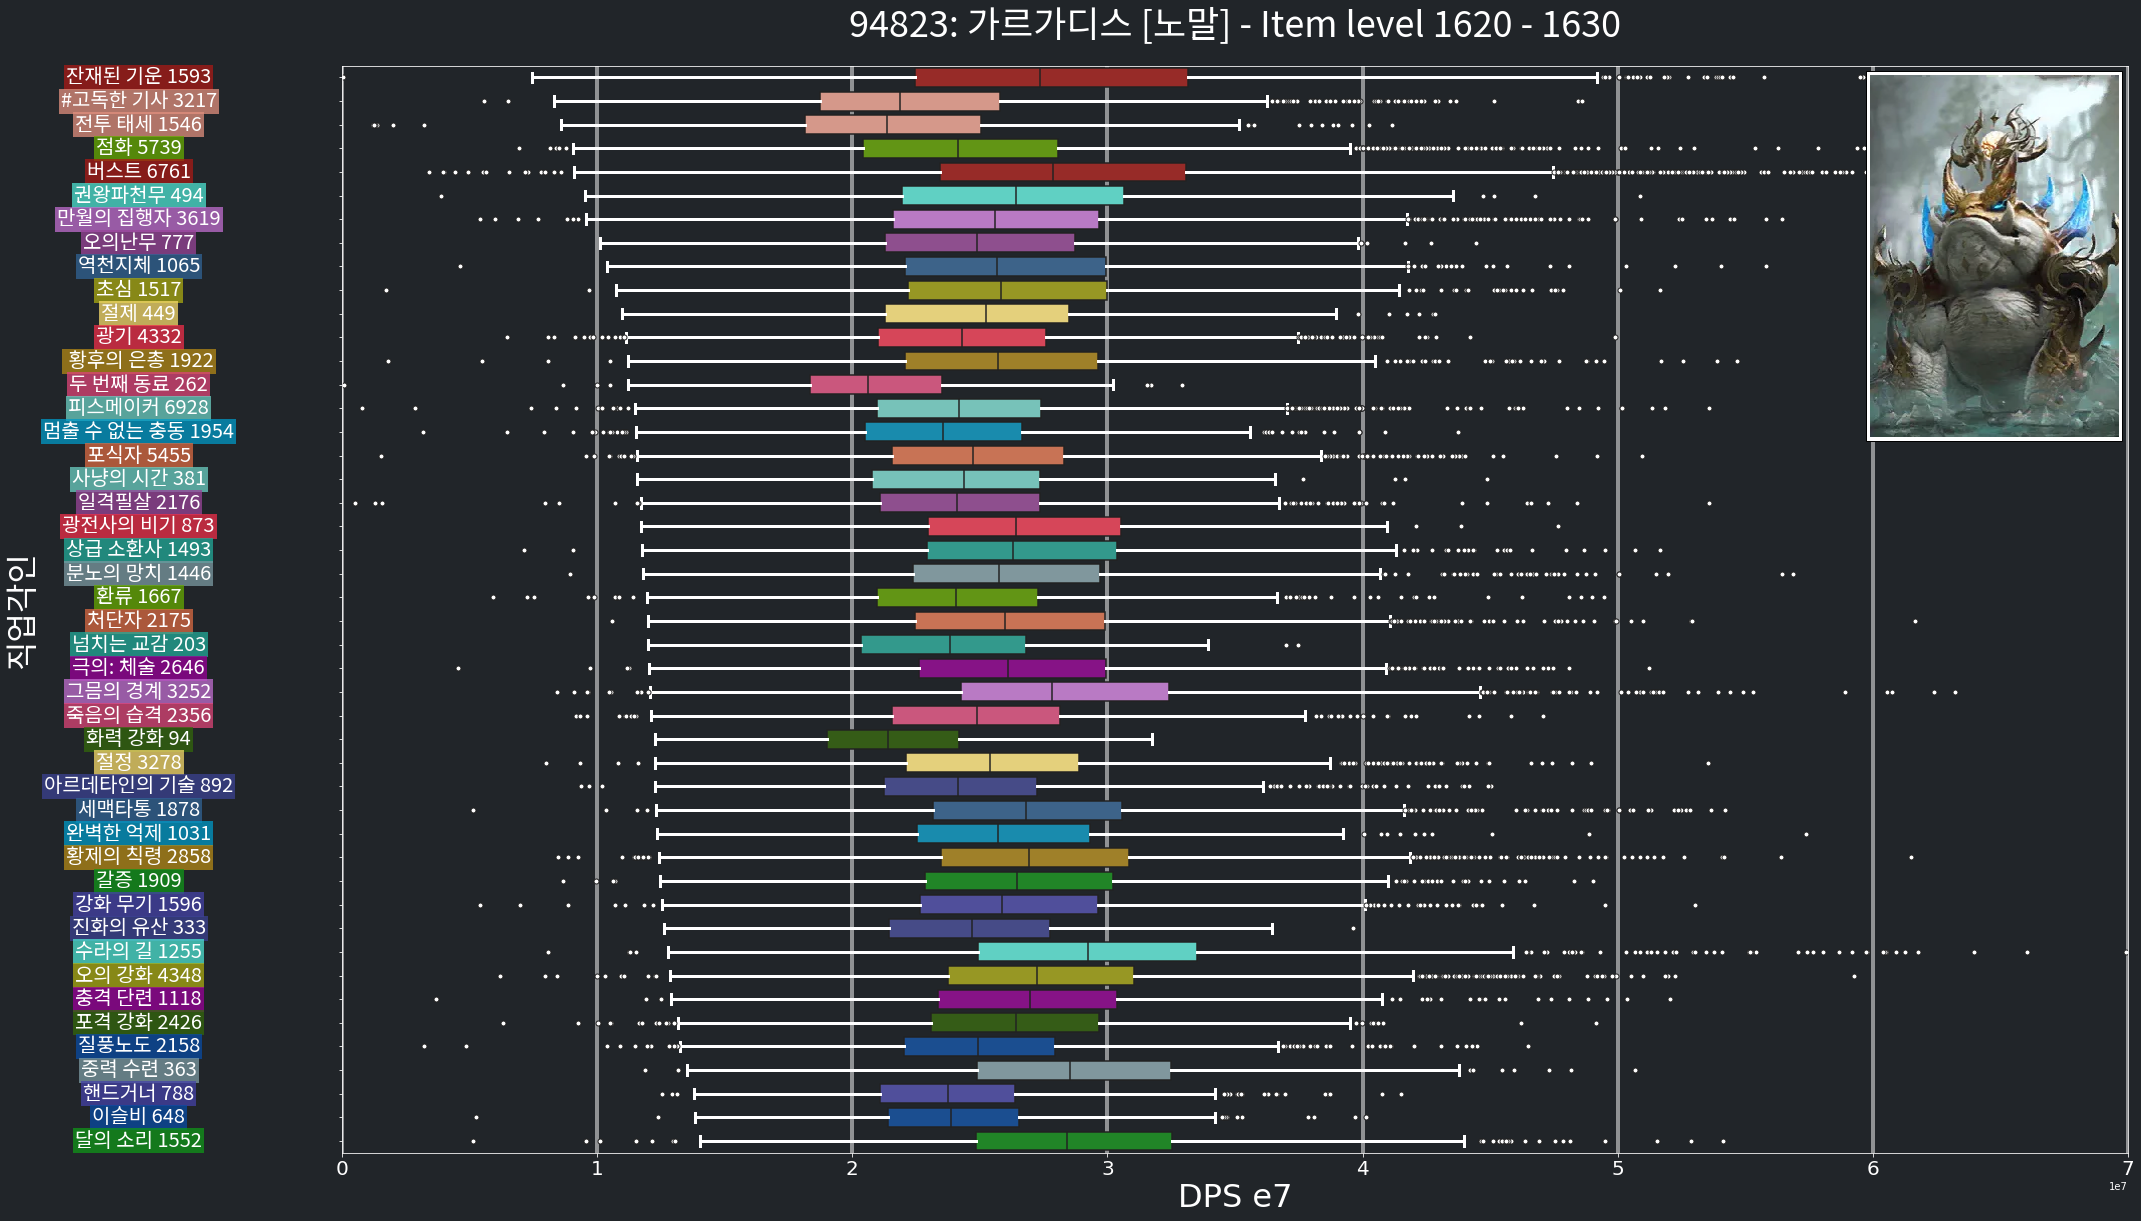 94823: 가르가디스 [노말] - Item level 1620 - 1630
잔재된 기운 1593
#고독한 기사 3217
전투 태세 1546
점화 5739
버스트 6761
권왕파천무 494
만월의 집행자 3619
오의난무 777
역천지체 1065
초심 1517
절제 449
광기 4332
황후의 은총 1922
두 번째 동료 262
피스메이커 6928
멈출 수 없는 충동 1954
포식자 5455
사냥의 시간 381
일격필살 2176
광전사의 비기 873
상급 소환사 1493
분노의 망치 1446
환류 1667
처단자 2175
넘치는 교감 203
극의: 체술 2646
그믐의 경계 3252
죽음의 습격 2356
화력 강화 94
절정 3278
아르데타인의 기술 892
세맥타통 1878
완벽한 억제 1031
황제의 칙령 2858
갈증 1909
강화 무기 1596
진화의 유산 333
수라의 길 1255
오의 강화 4348
충격 단련 1118
포격 강화 2426
질풍노도 2158
중력 수련 363
핸드거너 788
이슬비 648
달의 소리 1552
직업각인
0 1 2 3 4 5 6 7
DPS e7
1e7